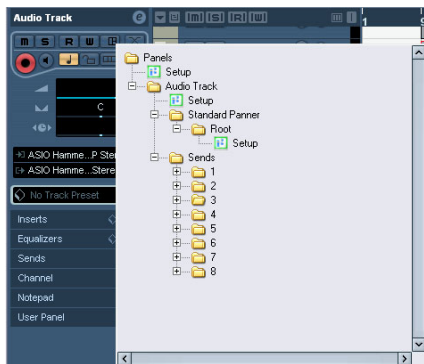 Audio Track
e
[m] [S] [R] [W]
1
m S R W
Panels
Setup
Audio Track
Setup
Standard Panner
Root
Setup
Sends
1
2
3
4
5
6
7
8
C
ASIO Hamme...P Ste
ASIO Hamme...Stere
No Track Preset
Inserts
Equalizers
Sends
Channel
Notepad
User Panel